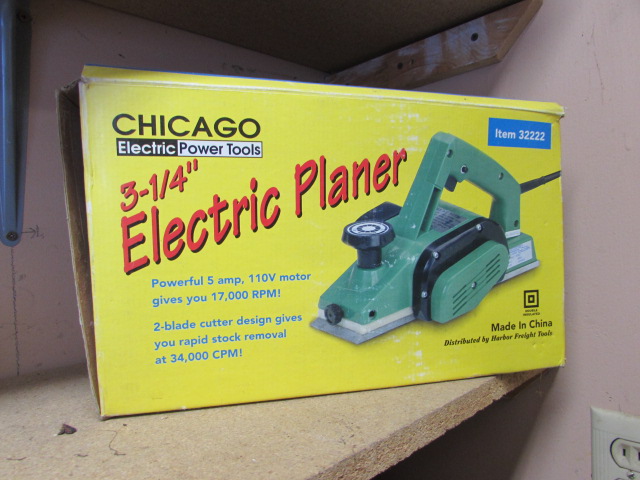 CHICAGO
Electric Power Tools
Item 32222
3-1/4"
Electric Planer
Powerful 5 amp, 110V motor
gives you 17,000 RPM!
2-blade cutter design gives
you rapid stock removal
at 34,000 CPM!
DOUBLE
INSULATED
Made In China
Distributed by Harbor Freight Tools